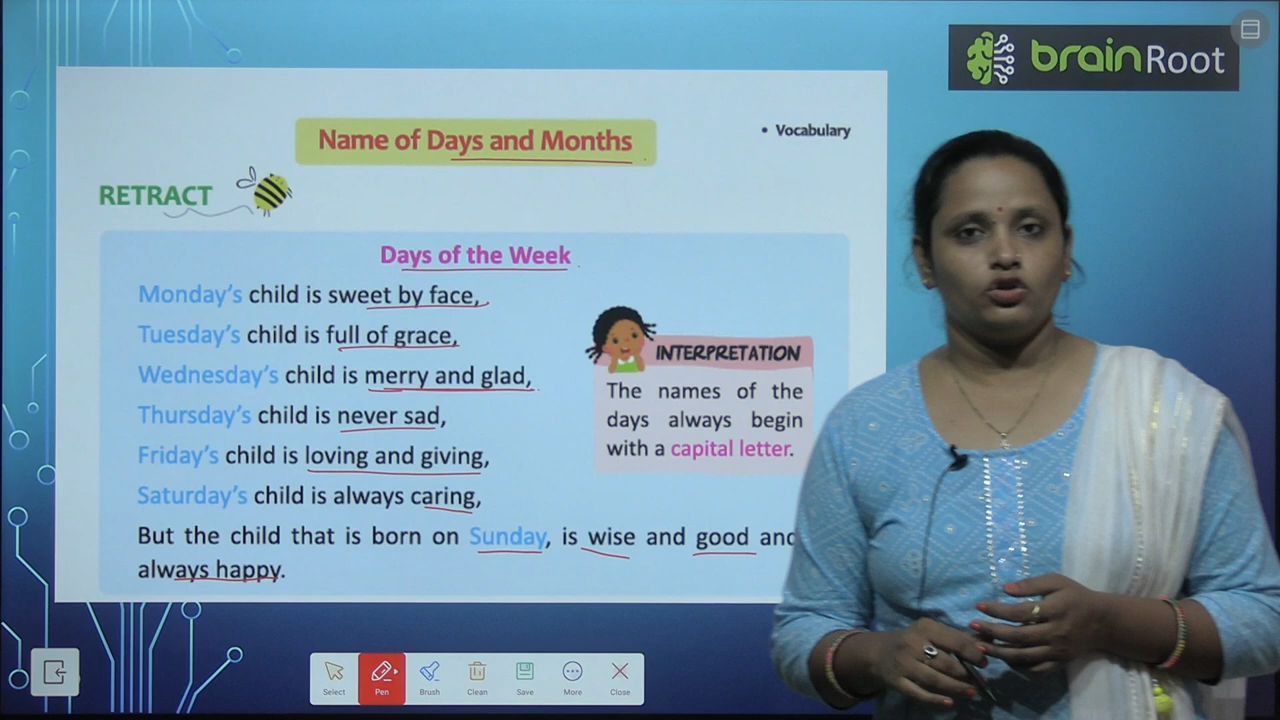 brainRoot
Name of Days and Months
• Vocabulary
RETRACT
Days of the Week
Monday's child is sweet by face,
Tuesday's child is full of grace,
Wednesday's child is merry and glad,
Thursday's child is never sad,
Friday's child is loving and giving,
Saturday's child is always caring,
But the child that is born on Sunday, is wise and good and
always happy.
INTERPRETATION
The names of the
days always begin
with a capital letter.
Select Pen Brush Clean Save More Close